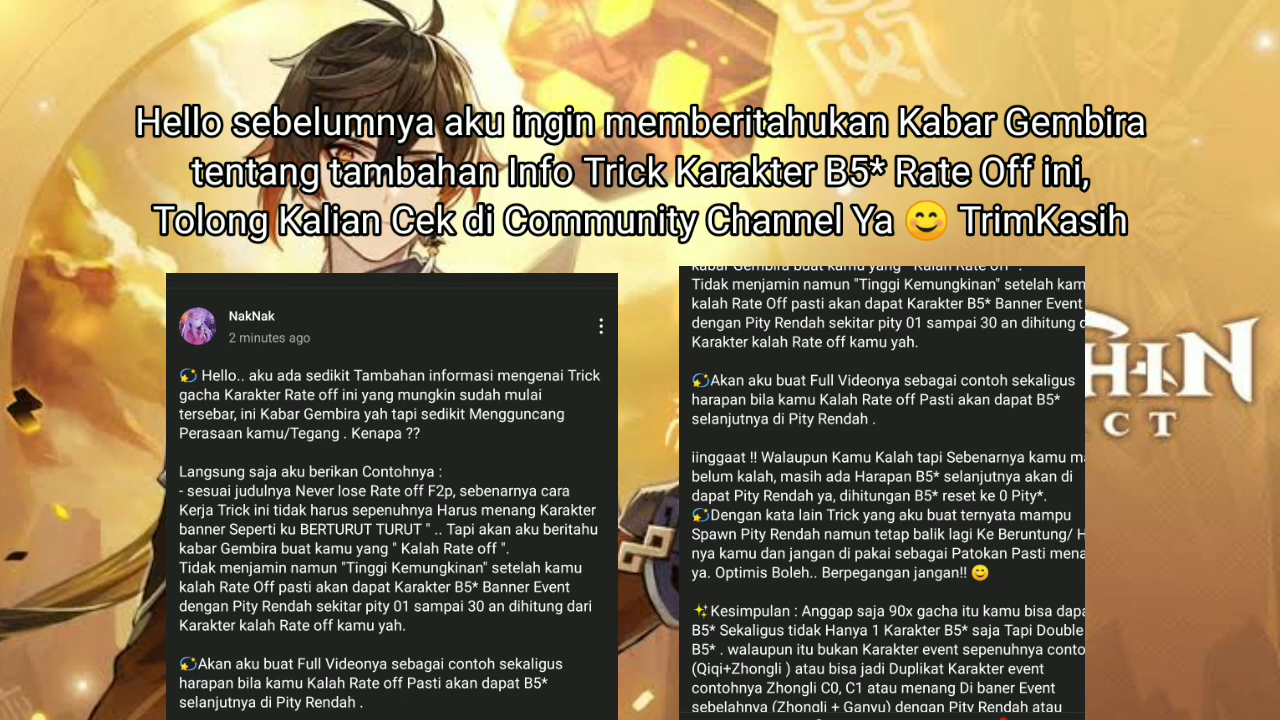 Hello sebelumnya aku ingin memberitahukan Kabar Gembira
tentang tambahan Info Trick Karakter B5* Rate Off ini,
Tolong Kalian Cek di Community Channel Ya 😊 TrimKasih
NakNak
2 minutes ago
💫 Hello.. aku ada sedikit Tambahan informasi mengenai Trick
gacha Karakter Rate off ini yang mungkin sudah mulai
tersebar, ini Kabar Gembira yah tapi sedikit Mengguncang
Perasaan kamu/Tegang . Kenapa ??
Langsung saja aku berikan Contohnya :
- sesuai judulnya Never lose Rate off F2p, sebenarnya cara
Kerja Trick ini tidak harus sepenuhnya Harus menang Karakter
banner Seperti ku BERTURUT TURUT " .. Tapi akan aku beritahu
kabar Gembira buat kamu yang " Kalah Rate off ".
Tidak menjamin namun "Tinggi Kemungkinan" setelah kamu
kalah Rate Off pasti akan dapat Karakter B5* Banner Event
dengan Pity Rendah sekitar pity 01 sampai 30 an dihitung dari
Karakter kalah Rate off kamu yah.
💫Akan aku buat Full Videonya sebagai contoh sekaligus
harapan bila kamu Kalah Rate off Pasti akan dapat B5*
selanjutnya di Pity Rendah .
kabar Gembira buat kamu yang " Kalah Rate off ".
Tidak menjamin namun "Tinggi Kemungkinan" setelah kam
kalah Rate Off pasti akan dapat Karakter B5* Banner Event
dengan Pity Rendah sekitar pity 01 sampai 30 an dihitung d
Karakter kalah Rate off kamu yah.
💫Akan aku buat Full Videonya sebagai contoh sekaligus
harapan bila kamu Kalah Rate off Pasti akan dapat B5*
selanjutnya di Pity Rendah .
iinggaat !! Walaupun Kamu Kalah tapi Sebenarnya kamu m
belum kalah, masih ada Harapan B5* selanjutnya akan di
dapat Pity Rendah ya, dihitungan B5* reset ke 0 Pity*.
💫Dengan kata lain Trick yang aku buat ternyata mampu
Spawn Pity Rendah namun tetap balik lagi Ke Beruntung/ H
nya kamu dan jangan di pakai sebagai Patokan Pasti mena
ya. Optimis Boleh.. Berpegangan jangan!! 😊
✨Kesimpulan : Anggap saja 90x gacha itu kamu bisa dapa
B5* Sekaligus tidak Hanya 1 Karakter B5* saja Tapi Double
B5* . walaupun itu bukan Karakter event sepenuhnya conto
(Qiqi+Zhongli ) atau bisa jadi Duplikat Karakter event
contohnya Zhongli C0, C1 atau menang Di baner Event
sebelahnya (Zhongli + Ganyu) dengan Pity Rendah atau
HIN
CT